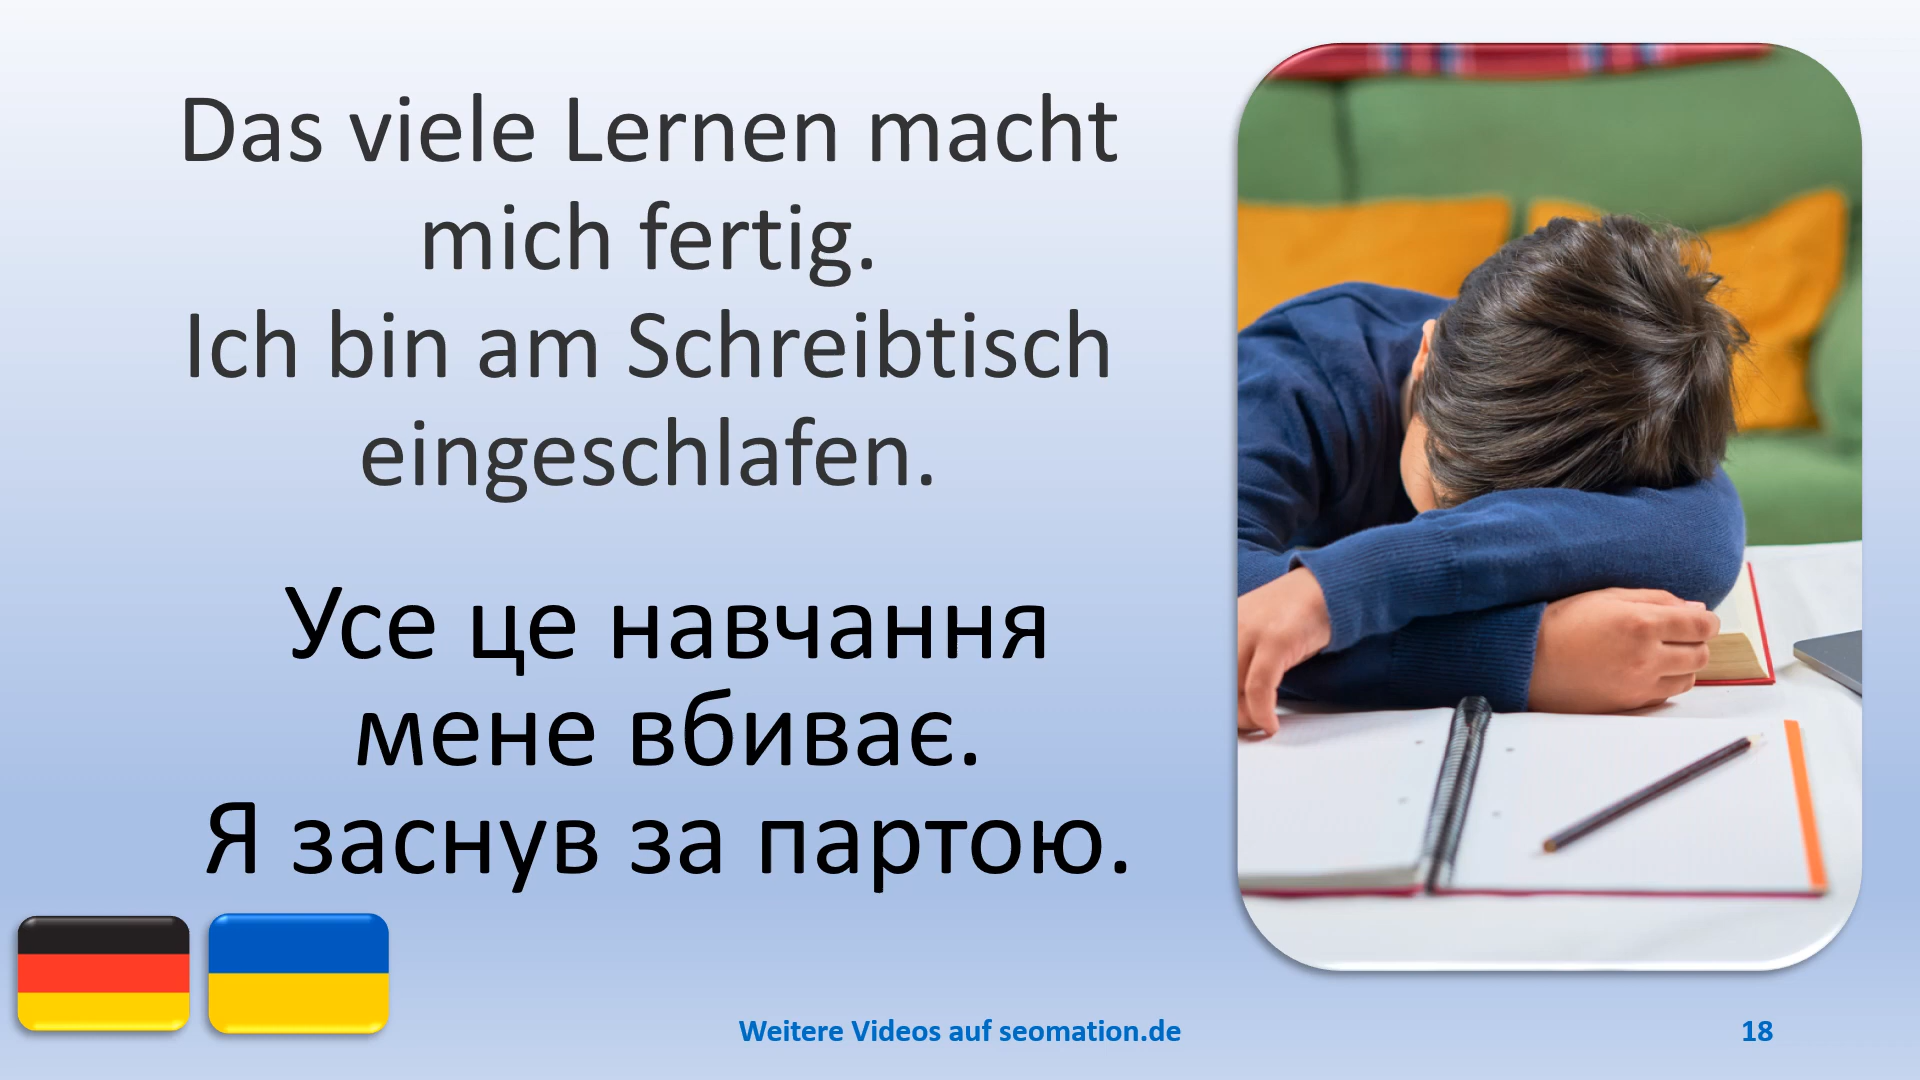 Das viele Lernen macht
mich fertig.
Ich bin am Schreibtisch
eingeschlafen.
Усе це навчання
мене вбиває.
Я заснув за партою.
Weitere Videos auf seomation.de
18